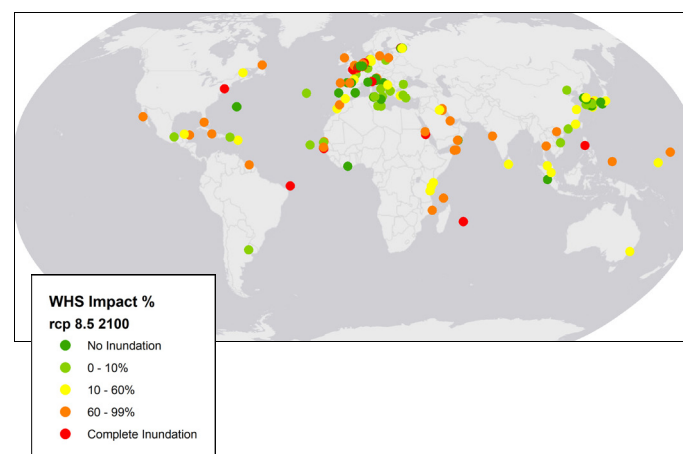 WHS Impact %
rcp 8.5 2100
No Inundation
0 - 10%
10 - 60%
60 - 99%
Complete Inundation